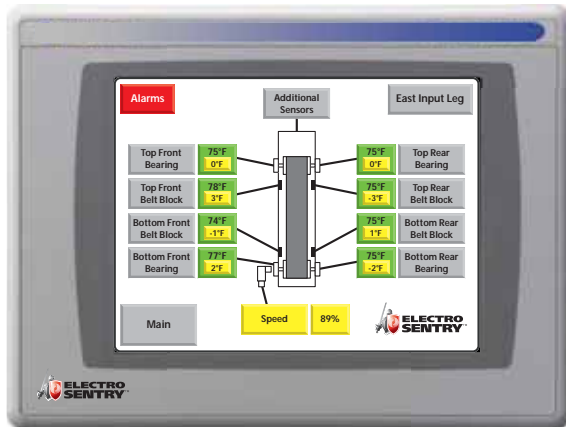 Alarms
Additional
Sensors
East Input Leg
Top Front
Bearing
75°F
0°F
75°F
0°F
Top Rear
Bearing
Top Front
Belt Block
78°F
3°F
75°F
-3°F
Top Rear
Belt Block
Bottom Front
Belt Block
74°F
-1°F
75°F
1°F
Bottom Rear
Belt Block
Bottom Front
Bearing
77°F
2°F
75°F
-2°F
Bottom Rear
Bearing
Main
Speed
89%
ELECTRO
SENTRY
ELECTRO
SENTRY